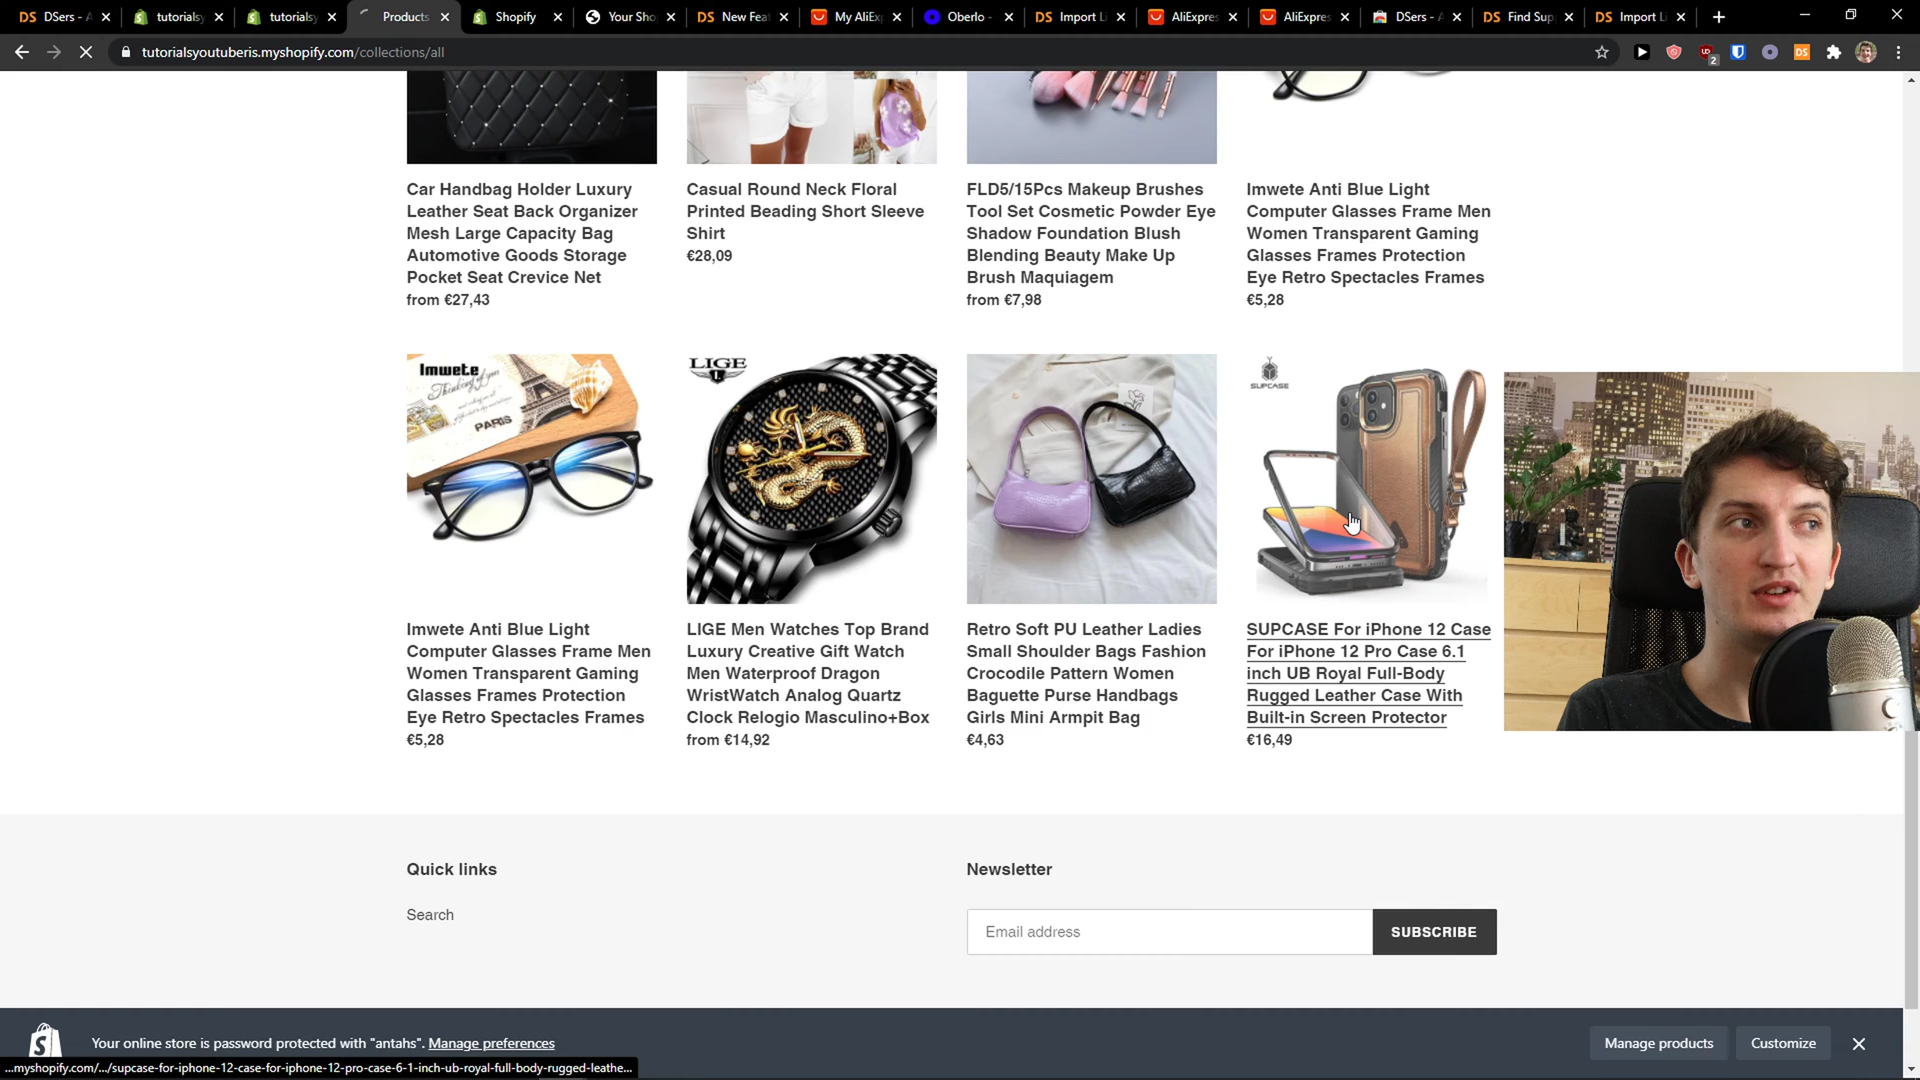 DSers - A
tutorialsy
tutorialsy
Products
Shopify
Your Sho
New Fea
My AliEx
Oberlo -
Import Li
AliExpres
AliExpres
DSers - A
Find Sup
Import Li
tutorialsyoutuberis.myshopify.com/collections/all
Car Handbag Holder Luxury
Leather Seat Back Organizer
Mesh Large Capacity Bag
Automotive Goods Storage
Pocket Seat Crevice Net
from €27,43
Casual Round Neck Floral
Printed Beading Short Sleeve
Shirt
€28,09
FLD5/15Pcs Makeup Brushes
Tool Set Cosmetic Powder Eye
Shadow Foundation Blush
Blending Beauty Make Up
Brush Maquiagem
from €7,98
Imwete Anti Blue Light
Computer Glasses Frame Men
Women Transparent Gaming
Glasses Frames Protection
Eye Retro Spectacles Frames
€5,28
Imwete
PARIS
LIGE
SUPCASE
Imwete Anti Blue Light
Computer Glasses Frame Men
Women Transparent Gaming
Glasses Frames Protection
Eye Retro Spectacles Frames
€5,28
LIGE Men Watches Top Brand
Luxury Creative Gift Watch
Men Waterproof Dragon
WristWatch Analog Quartz
Clock Relogio Masculino+Box
from €14,92
Retro Soft PU Leather Ladies
Small Shoulder Bags Fashion
Crocodile Pattern Women
Baguette Purse Handbags
Girls Mini Armpit Bag
€4,63
SUPCASE For iPhone 12 Case
For iPhone 12 Pro Case 6.1
inch UB Royal Full-Body
Rugged Leather Case With
Built-in Screen Protector
€16,49
Quick links
Search
Newsletter
Email address
SUBSCRIBE
Your online store is password protected with "antahs". Manage preferences
Manage products
Customize
...myshopify.com/.../supcase-for-iphone-12-case-for-iphone-12-pro-case-6-1-inch-ub-royal-full-body-rugged-leathe...